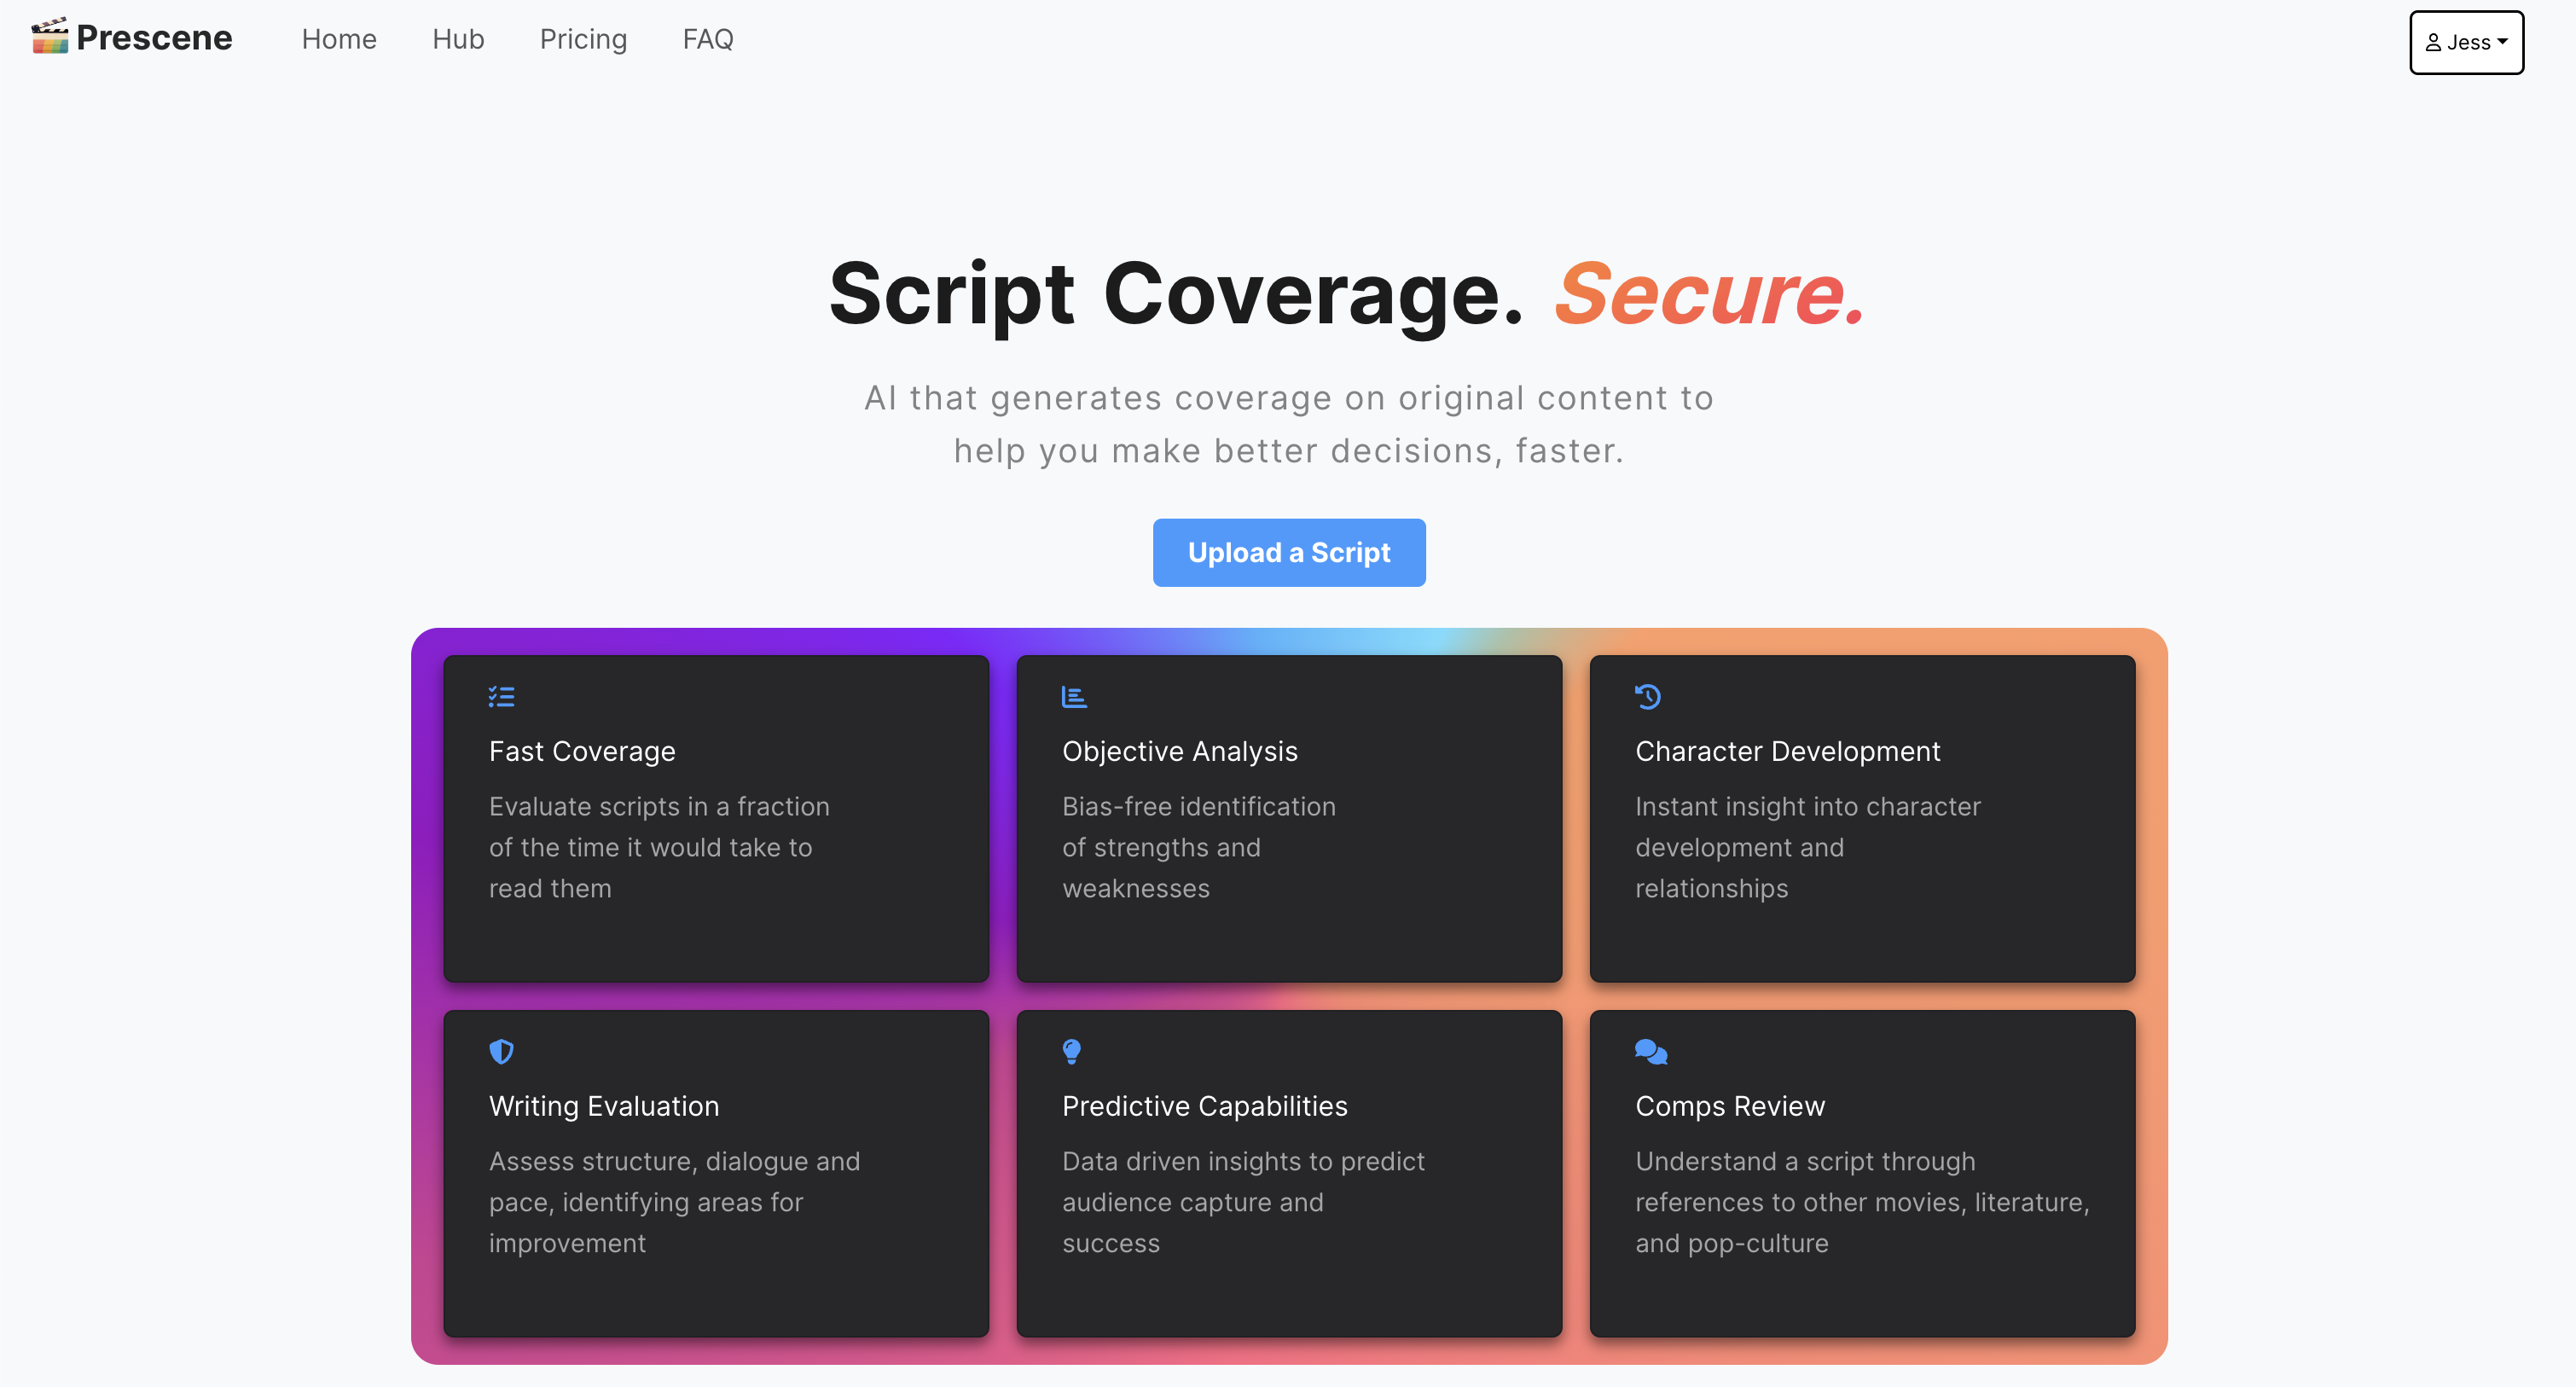 Prescene
Home
Hub
Pricing
FAQ
Jess
Script Coverage. Secure.
AI that generates coverage on original content to
help you make better decisions, faster.
Upload a Script
Fast Coverage
Evaluate scripts in a fraction
of the time it would take to
read them
Objective Analysis
Bias-free identification
of strengths and
weaknesses
Character Development
Instant insight into character
development and
relationships
Writing Evaluation
Assess structure, dialogue and
pace, identifying areas for
improvement
Predictive Capabilities
Data driven insights to predict
audience capture and
success
Comps Review
Understand a script through
references to other movies, literature,
and pop-culture